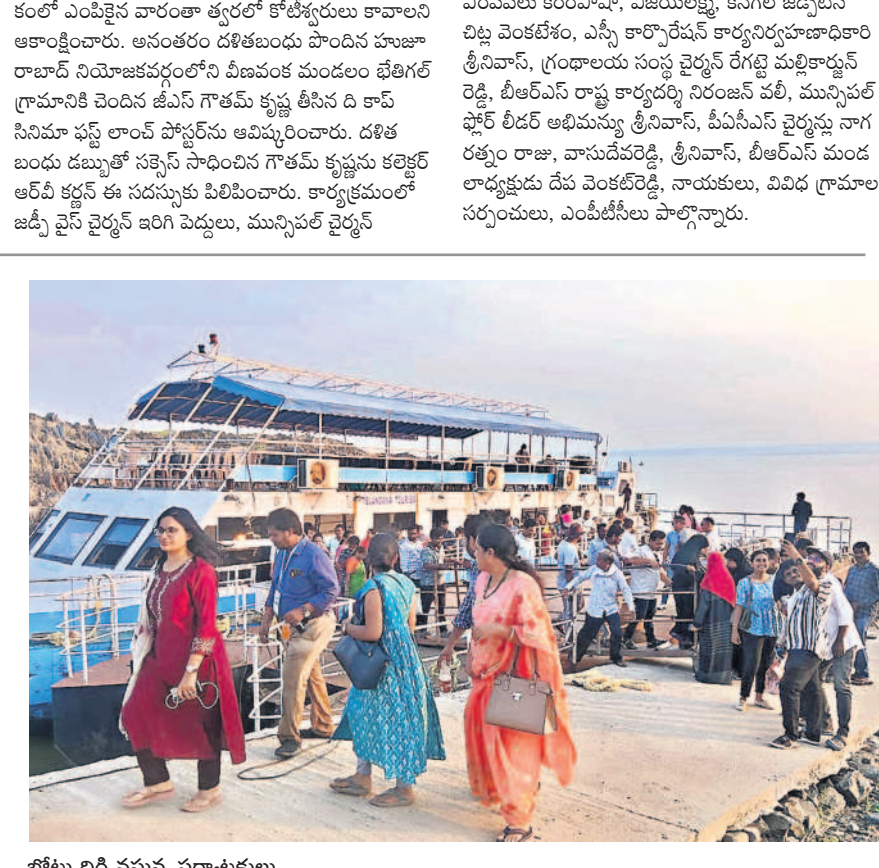 కంలో ఎంపికైన వారంతా త్వరలో కోటీశ్వరులు కావాలని
ఆకాంక్షించారు. అనంతరం దళితబంధు పొందిన హుజూ
రాబాద్ నియోజకవర్గంలోని వీణవంక మండలం భేతిగల్
గ్రామానికి చెందిన జీఎస్ గౌతమ్ కృష్ణ తీసిన ది కాప్
సినిమా ఫస్ట్ లాంచ్ పోస్టర్‌ను ఆవిష్కరించారు. దళిత
బంధు డబ్బుతో సక్సెస్ సాధించిన గౌతమ్ కృష్ణను కలెక్టర్
ఆర్‌వీ కర్ణన్ ఈ సదస్సుకు పిలిపించారు. కార్యక్రమంలో
జడ్పీ వైస్ చైర్మన్ ఇరిగి పెద్దులు, మున్సిపల్ చైర్మన్
చిట్ల వెంకటేశం, ఎస్సీ కార్పొరేషన్ కార్యనిర్వహణాధికారి
శ్రీనివాస్, గ్రంథాలయ సంస్థ చైర్మన్ రేగట్టె మల్లికార్జున్
రెడ్డి, బీఆర్ఎస్ రాష్ట్ర కార్యదర్శి నిరంజన్ వలీ, మున్సిపల్
ఫ్లోర్ లీడర్ అభిమన్యు శ్రీనివాస్, పీఏసీఎస్ చైర్మన్లు నాగ
రత్నం రాజు, వాసుదేవరెడ్డి, శ్రీనివాస్, బీఆర్ఎస్ మండ
లాధ్యక్షుడు దేప వెంకట్‌రెడ్డి, నాయకులు, వివిధ గ్రామాల
సర్పంచులు, ఎంపీటీసీలు పాల్గొన్నారు.
TELANGANA TOURISM